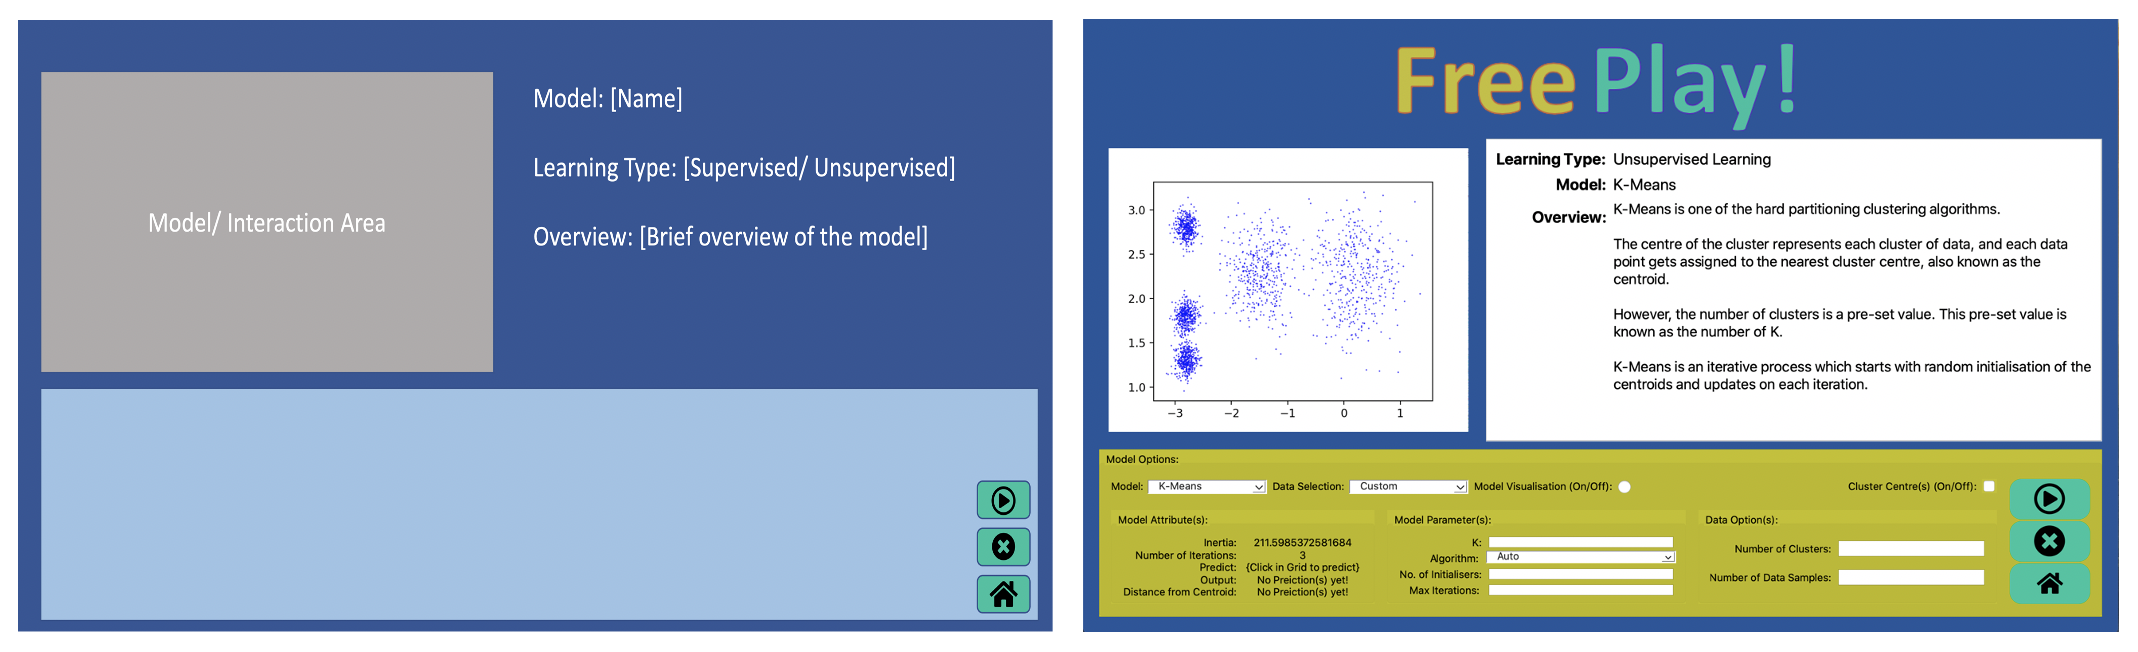 Model/ Interaction Area
Model: [Name]
Learning Type: [Supervised/ Unsupervised]
Overview: [Brief overview of the model]
Free Play!
3.0
2.5
2.0
1.5
1.0
−3 −2 −1 0 1
Learning Type: Unsupervised Learning
Model: K-Means
Overview: K-Means is one of the hard partitioning clustering algorithms.
The centre of the cluster represents each cluster of data, and each data
point gets assigned to the nearest cluster centre, also known as the
centroid.
However, the number of clusters is a pre-set value. This pre-set value is
known as the number of K.
K-Means is an iterative process which starts with random initialisation of the
centroids and updates on each iteration.
Model Options:
Model: K-Means Data Selection: Custom Model Visualisation (On/Off): Cluster Centre(s) (On/Off):
Model Attribute(s):
Inertia: 211.5985372581684
Number of Iterations: 3
Predict: {Click in Grid to predict}
Output: No Preiction(s) yet!
Distance from Centroid: No Preiction(s) yet!
Model Parameter(s):
K:
Algorithm: Auto
No. of Initialisers:
Max Iterations:
Data Option(s):
Number of Clusters:
Number of Data Samples: